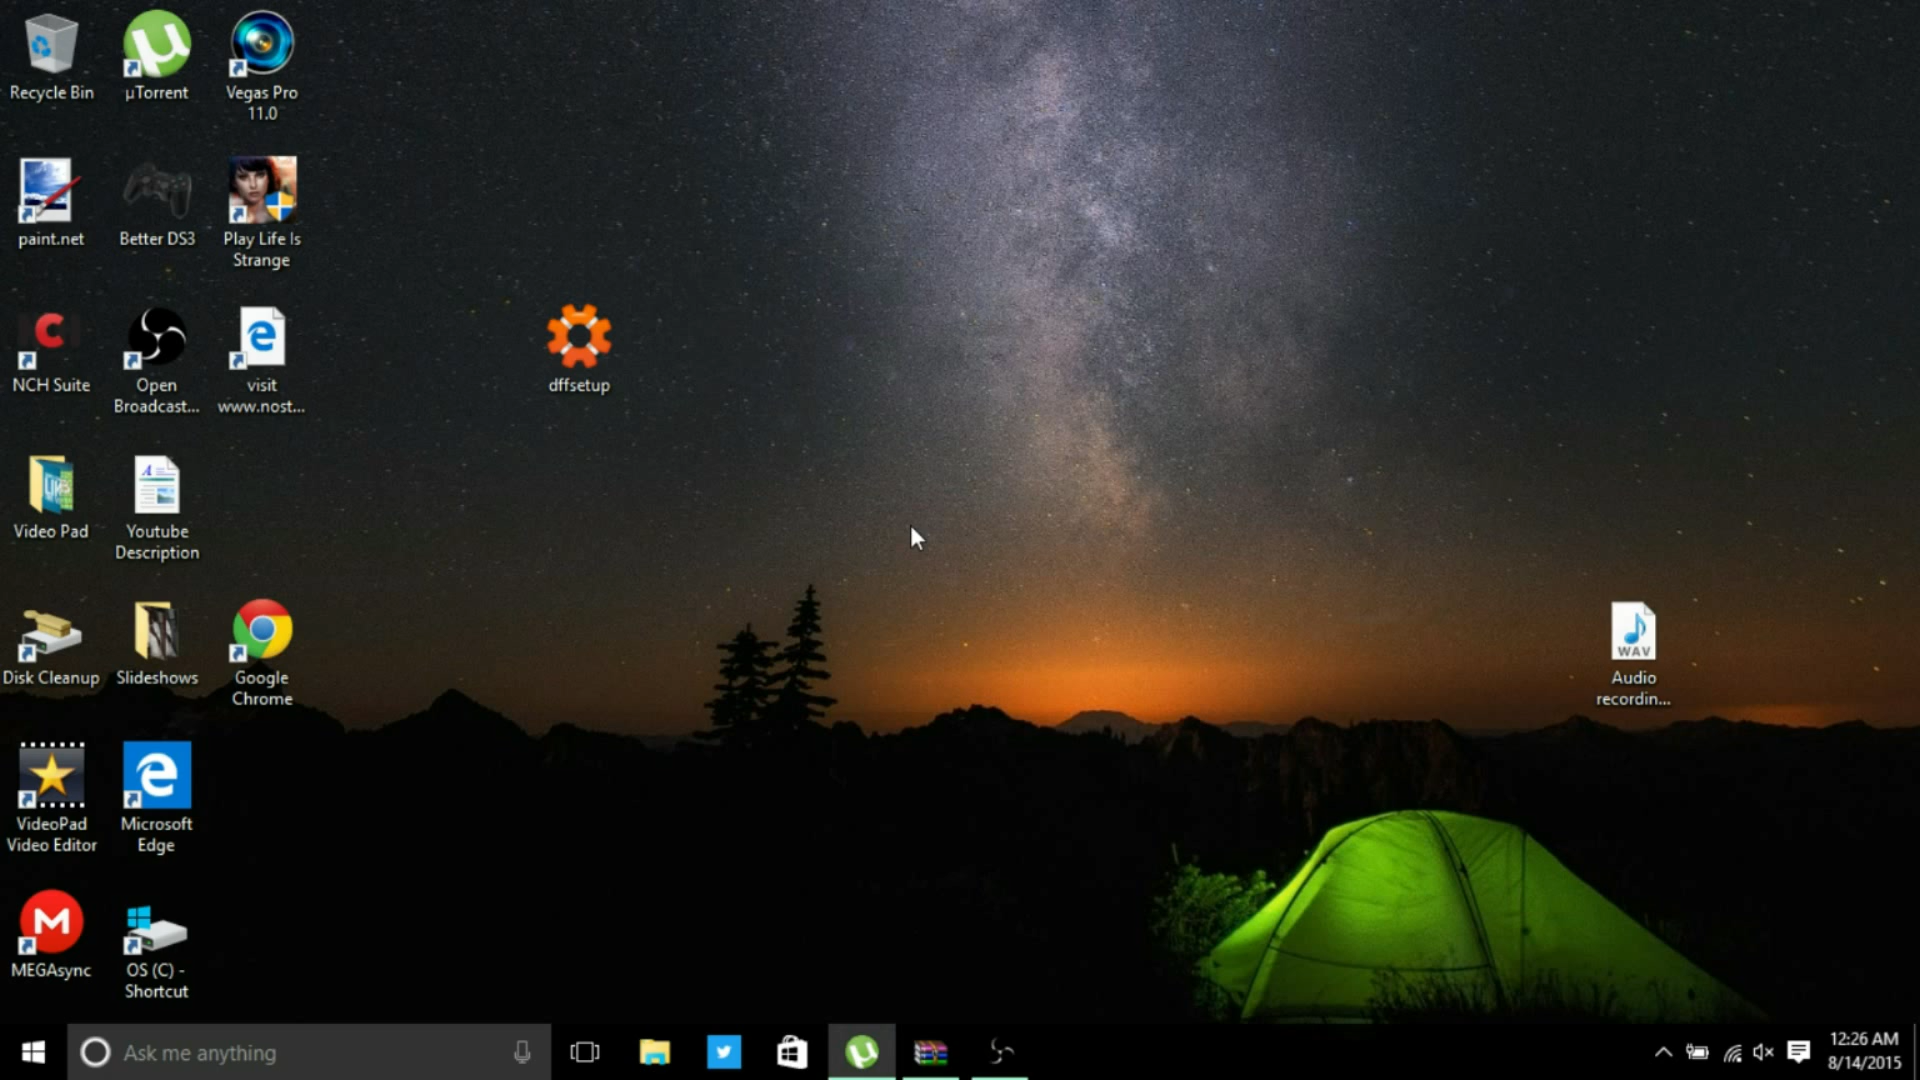 Recycle Bin
µTorrent
Vegas Pro
11.0
paint.net
Better DS3
Play Life Is
Strange
NCH Suite
Open
Broadcast...
visit
www.nost...
dffsetup
Video Pad
Youtube
Description
Disk Cleanup
Slideshows
Google
Chrome
WAV
Audio
recordin...
VideoPad
Video Editor
Microsoft
Edge
MEGAsync
OS (C) -
Shortcut
Ask me anything
12:26 AM
8/14/2015